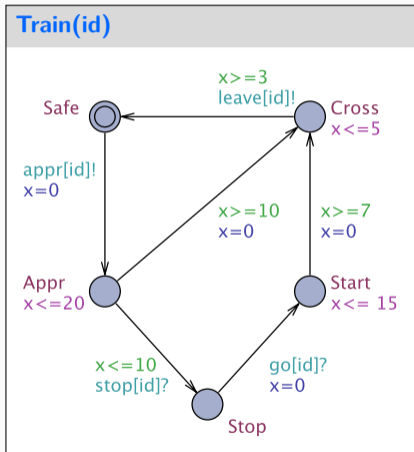 Train(id)
x>=3
leave[id]!
Safe
Cross
x<=5
appr[id]!
x=0
x>=10
x=0
x>=7
x=0
Appr
x<=20
Start
x<= 15
x<=10
stop[id]?
go[id]?
x=0
Stop